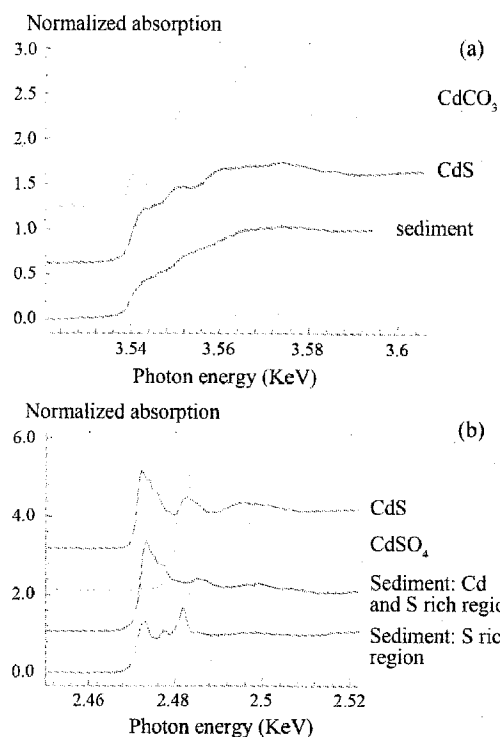 Normalized absorption
(a)
3.0
2.5
CdCO₃
2.0
CdS
1.5
1.0
sediment
0.5
0.0
3.54 3.56 3.58 3.6
Photon energy (KeV)
Normalized absorption
(b)
6.0
CdS
4.0
CdSO₄
Sediment: Cd
and S rich regio
2.0
Sediment: S ric
region
0.0
2.46 2.48 2.5 2.52
Photon energy (KeV)